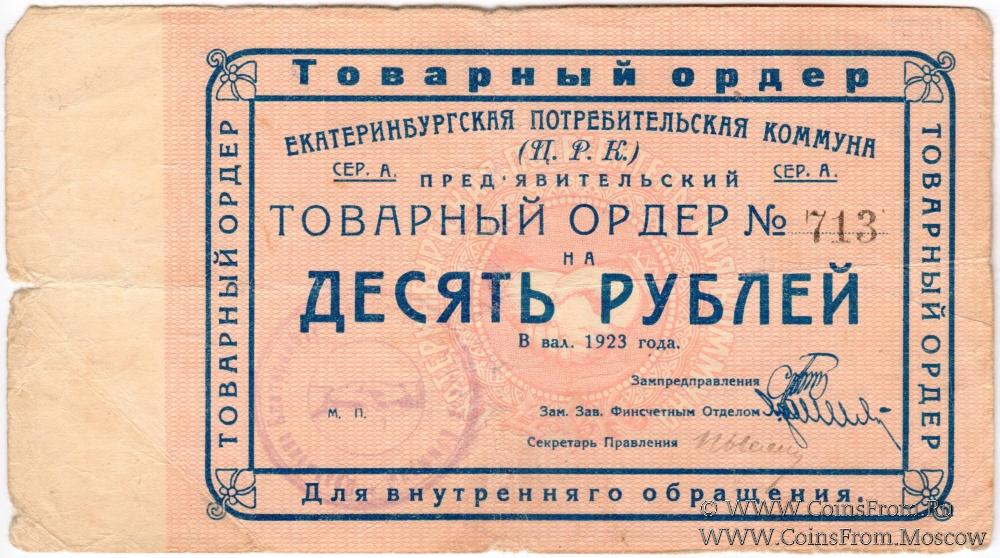 Товарный ордер
ЕКАТЕРИНБУРГСКАЯ ПОТРЕБИТЕЛЬСКАЯ КОММУНА
(Ц. Р. К.)
СЕР. А. СЕР. А.
ПРЕД'ЯВИТЕЛЬСКИЙ
ТОВАРНЫЙ ОРДЕР № 713
НА
ДЕСЯТЬ РУБЛЕЙ
В вал. 1923 года.
Зампредправления
М. П. Зам. Зав. Финсчетным Отделом
Секретарь Правления
Для внутреннего обращения.
ТОВАРНЫЙ ОРДЕР
ТОВАРНЫЙ ОРДЕР
© WWW.CoinsFrom.Ru
WWW.CoinsFrom.Moscow